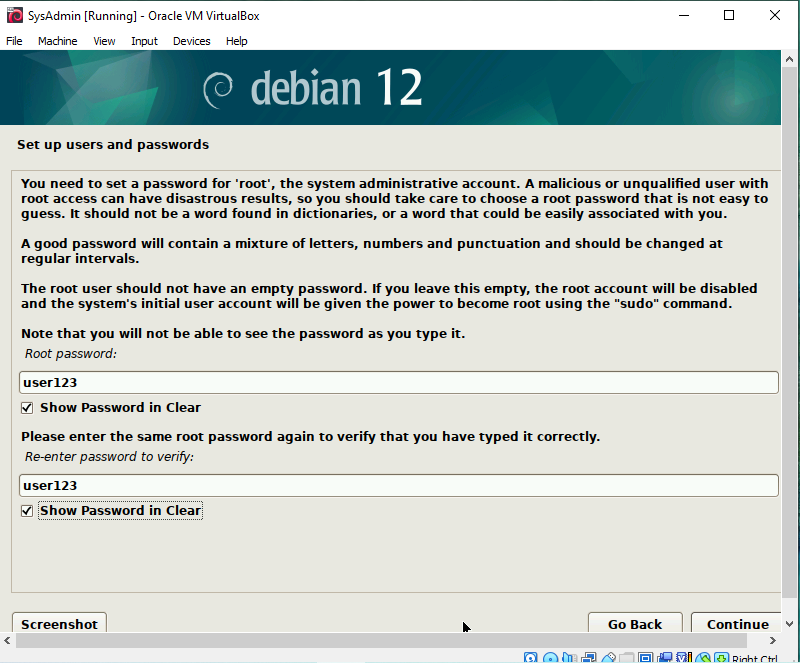 SysAdmin [Running] - Oracle VM VirtualBox
File Machine View Input Devices Help
debian 12
Set up users and passwords
You need to set a password for 'root', the system administrative account. A malicious or unqualified user with
root access can have disastrous results, so you should take care to choose a root password that is not easy to
guess. It should not be a word found in dictionaries, or a word that could be easily associated with you.
A good password will contain a mixture of letters, numbers and punctuation and should be changed at
regular intervals.
The root user should not have an empty password. If you leave this empty, the root account will be disabled
and the system's initial user account will be given the power to become root using the "sudo" command.
Note that you will not be able to see the password as you type it.
Root password:
user123
Show Password in Clear
Please enter the same root password again to verify that you have typed it correctly.
Re-enter password to verify:
user123
Show Password in Clear
Screenshot Go Back Continue
Right Ctrl